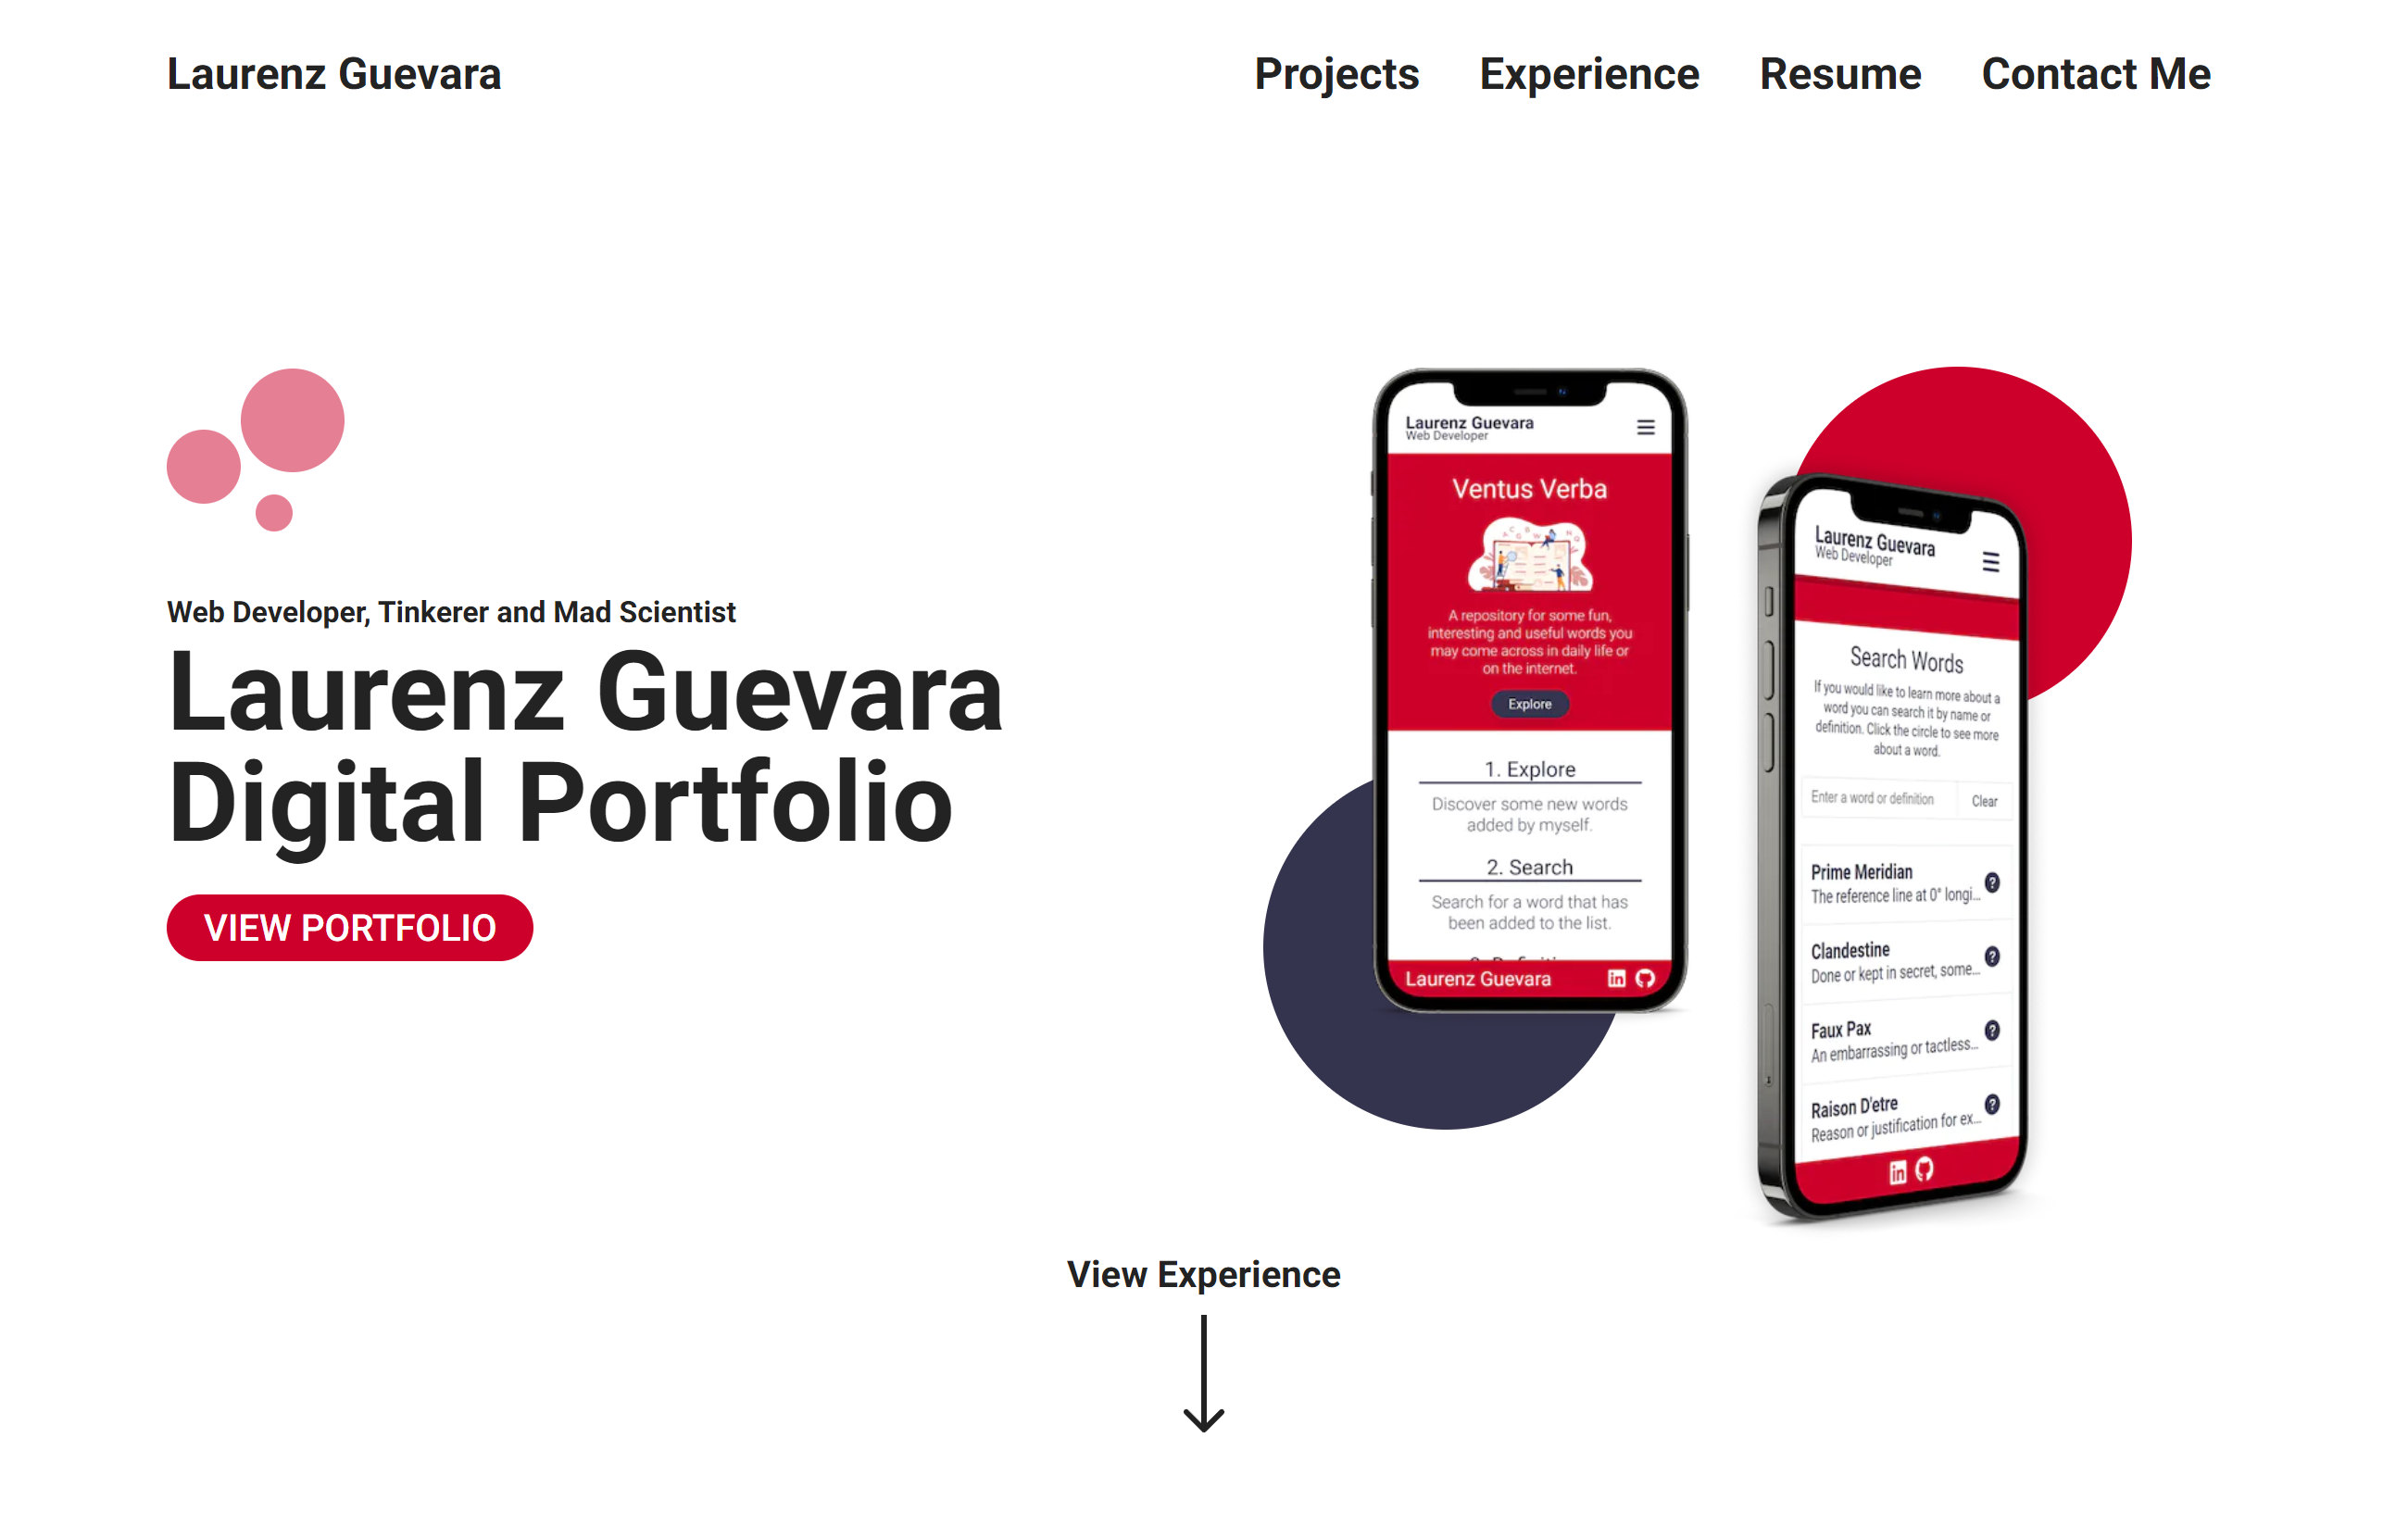 Laurenz Guevara
Projects Experience Resume Contact Me
Web Developer, Tinkerer and Mad Scientist
Laurenz Guevara
Digital Portfolio
VIEW PORTFOLIO
Laurenz Guevara
Web Developer
Ventus Verba
A repository for some fun,
interesting and useful words you
may come across in daily life or
on the internet.
Explore
1. Explore
Discover some new words
added by myself.
2. Search
Search for a word that has
been added to the list.
Laurenz Guevara
in
Laurenz Guevara
Web Developer
Search Words
If you would like to learn more about a
word you can search it by name or
definition. Click the circle to see more
about a word.
Enter a word or definition Clear
Prime Meridian
The reference line at 0° longi...
?
Clandestine
Done or kept in secret, some...
?
Faux Pax
An embarrassing or tactless...
?
Raison D'etre
Reason or justification for ex...
?
in
View Experience